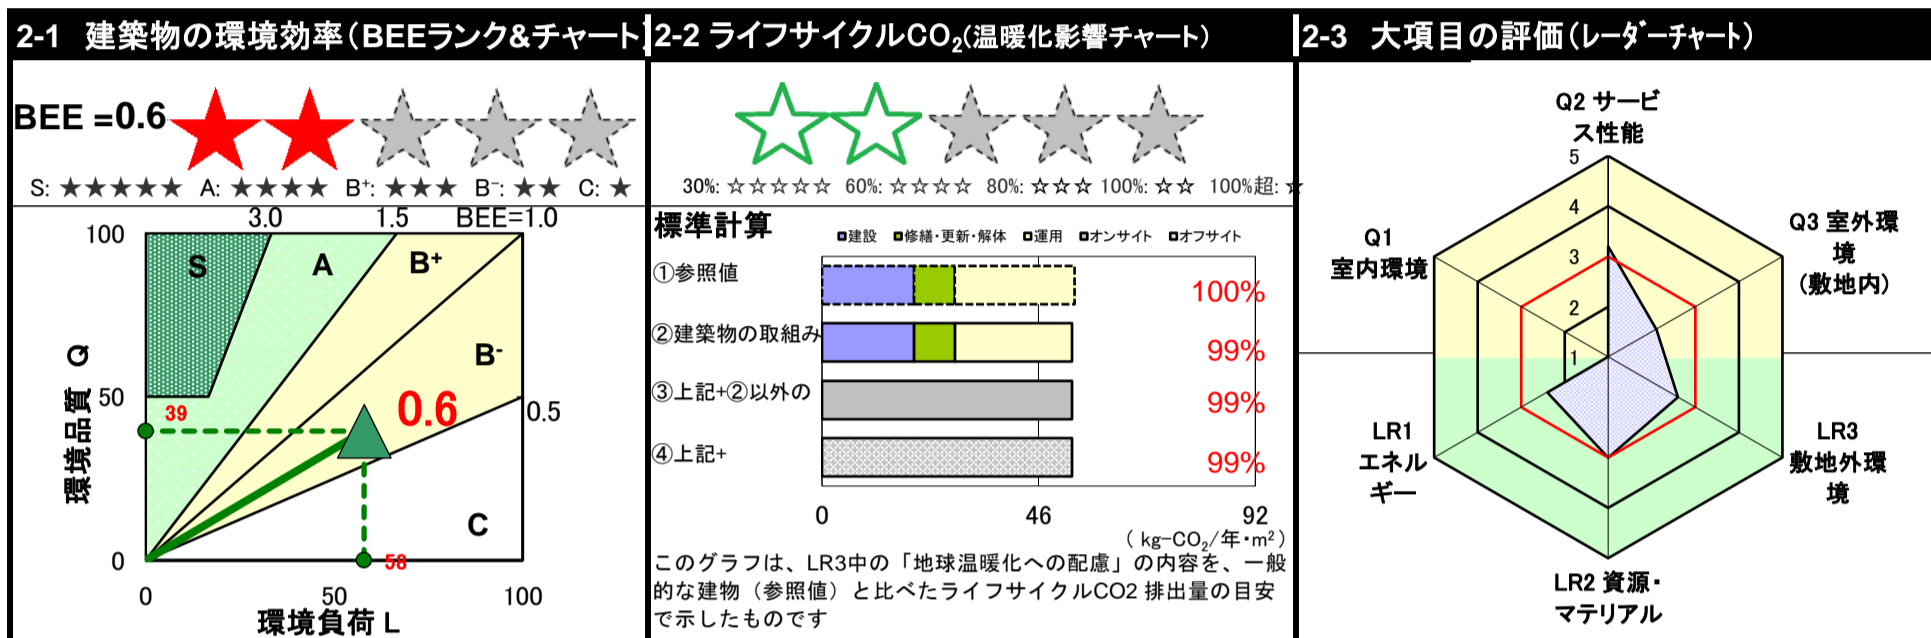 2-1 建築物の環境効率(BEEランク&チャート)
BEE =0.6
S: ★★★★★ A: ★★★★ B+: ★★★ B-: ★★ C: ★
3.0 1.5 BEE=1.0
100
S
A
B+
B-
50
39
0.6
0.5
環境品質 Q
C
0
58
0 50 100
環境負荷 L
2-2 ライフサイクルCO2(温暖化影響チャート)
30%: ☆☆☆☆☆ 60%: ☆☆☆☆ 80%: ☆☆☆ 100%: ☆☆ 100%超: ☆
標準計算
建設 修繕・更新・解体 運用 オンサイト オフサイト
①参照値 100%
②建築物の取組み 99%
③上記+②以外の 99%
④上記+ 99%
0 46 92
( kg-CO2/年・m2 )
このグラフは、LR3中の「地球温暖化への配慮」の内容を、一般
的な建物(参照値)と比べたライフサイクルCO2 排出量の目安
で示したものです
2-3 大項目の評価(レーダーチャート)
Q2 サービ
ス性能
5
4
3
2
1
Q1
室内環境
Q3 室外環
境
(敷地内)
LR1
エネル
ギー
LR3
敷地外環
境
LR2 資源・
マテリアル